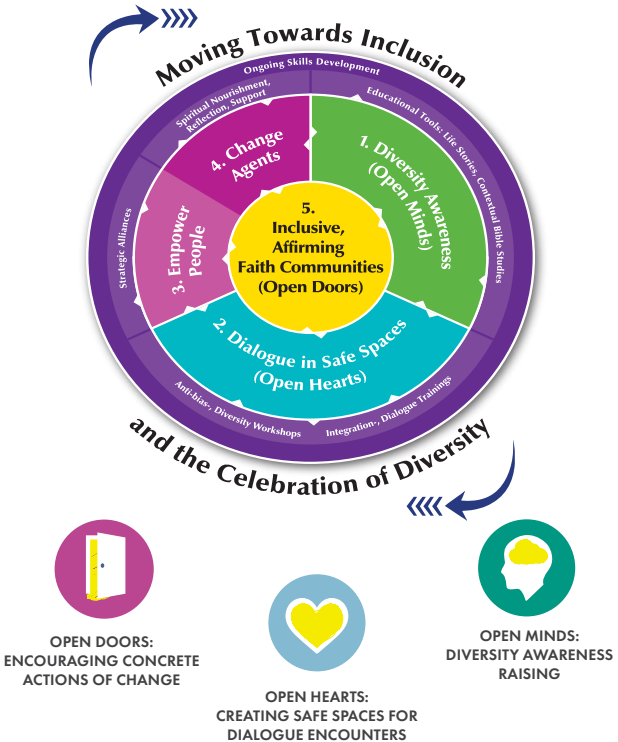 Moving Towards Inclusion
Ongoing Skills Development
Spiritual Nourishment,
Reflection, Support
Educational Tools: Life Stories, Contextual Bible Studies
4. Change
Agents
1. Diversity Awareness
(Open Minds)
5.
Inclusive,
Affirming
Faith Communities
(Open Doors)
3. Empower
People
Strategic Alliances
2. Dialogue in Safe Spaces
(Open Hearts)
Anti-bias-, Diversity Workshops
Integration-, Dialogue Trainings
and the Celebration of Diversity
OPEN DOORS:
ENCOURAGING CONCRETE
ACTIONS OF CHANGE
OPEN HEARTS:
CREATING SAFE SPACES FOR
DIALOGUE ENCOUNTERS
OPEN MINDS:
DIVERSITY AWARENESS
RAISING